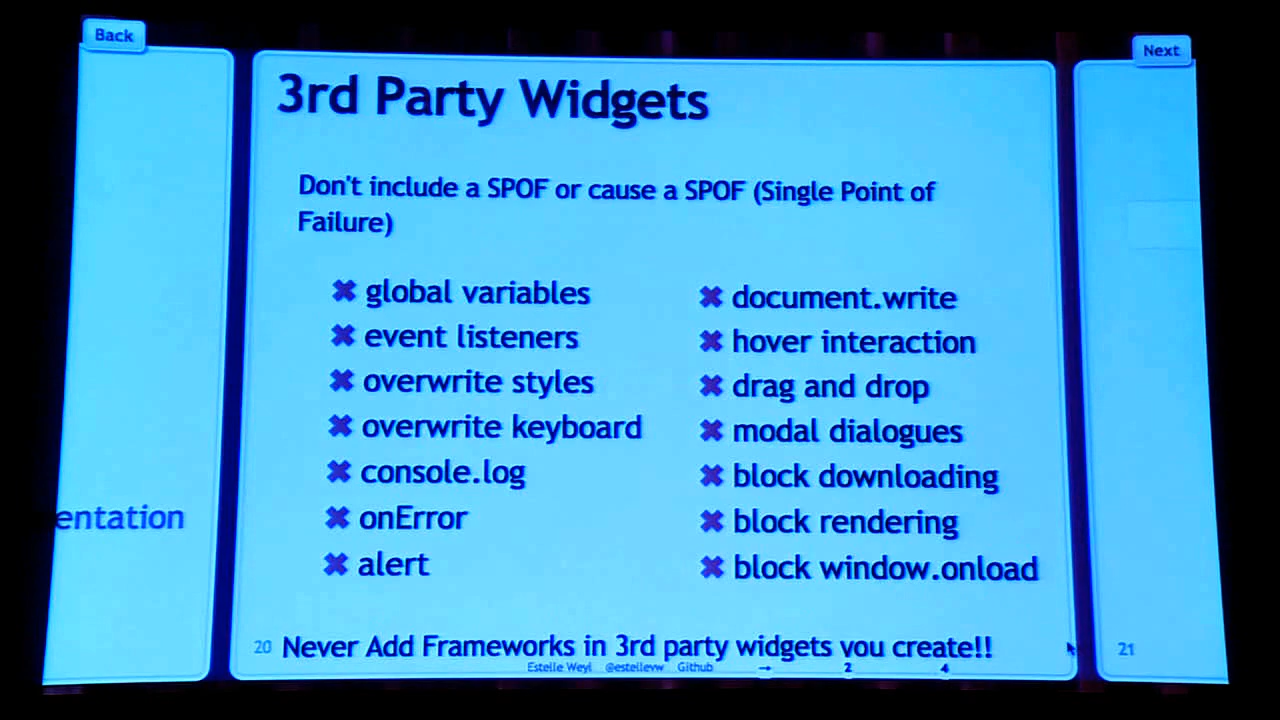 Back
Next
3rd Party Widgets
Don't include a SPOF or cause a SPOF (Single Point of
Failure)
✖ global variables
✖ event listeners
✖ overwrite styles
✖ overwrite keyboard
✖ console.log
✖ onError
✖ alert
✖ document.write
✖ hover interaction
✖ drag and drop
✖ modal dialogues
✖ block downloading
✖ block rendering
✖ block window.onload
entation
20 Never Add Frameworks in 3rd party widgets you create!!
Estelle Weyl @estellevw Github → 2 4
21